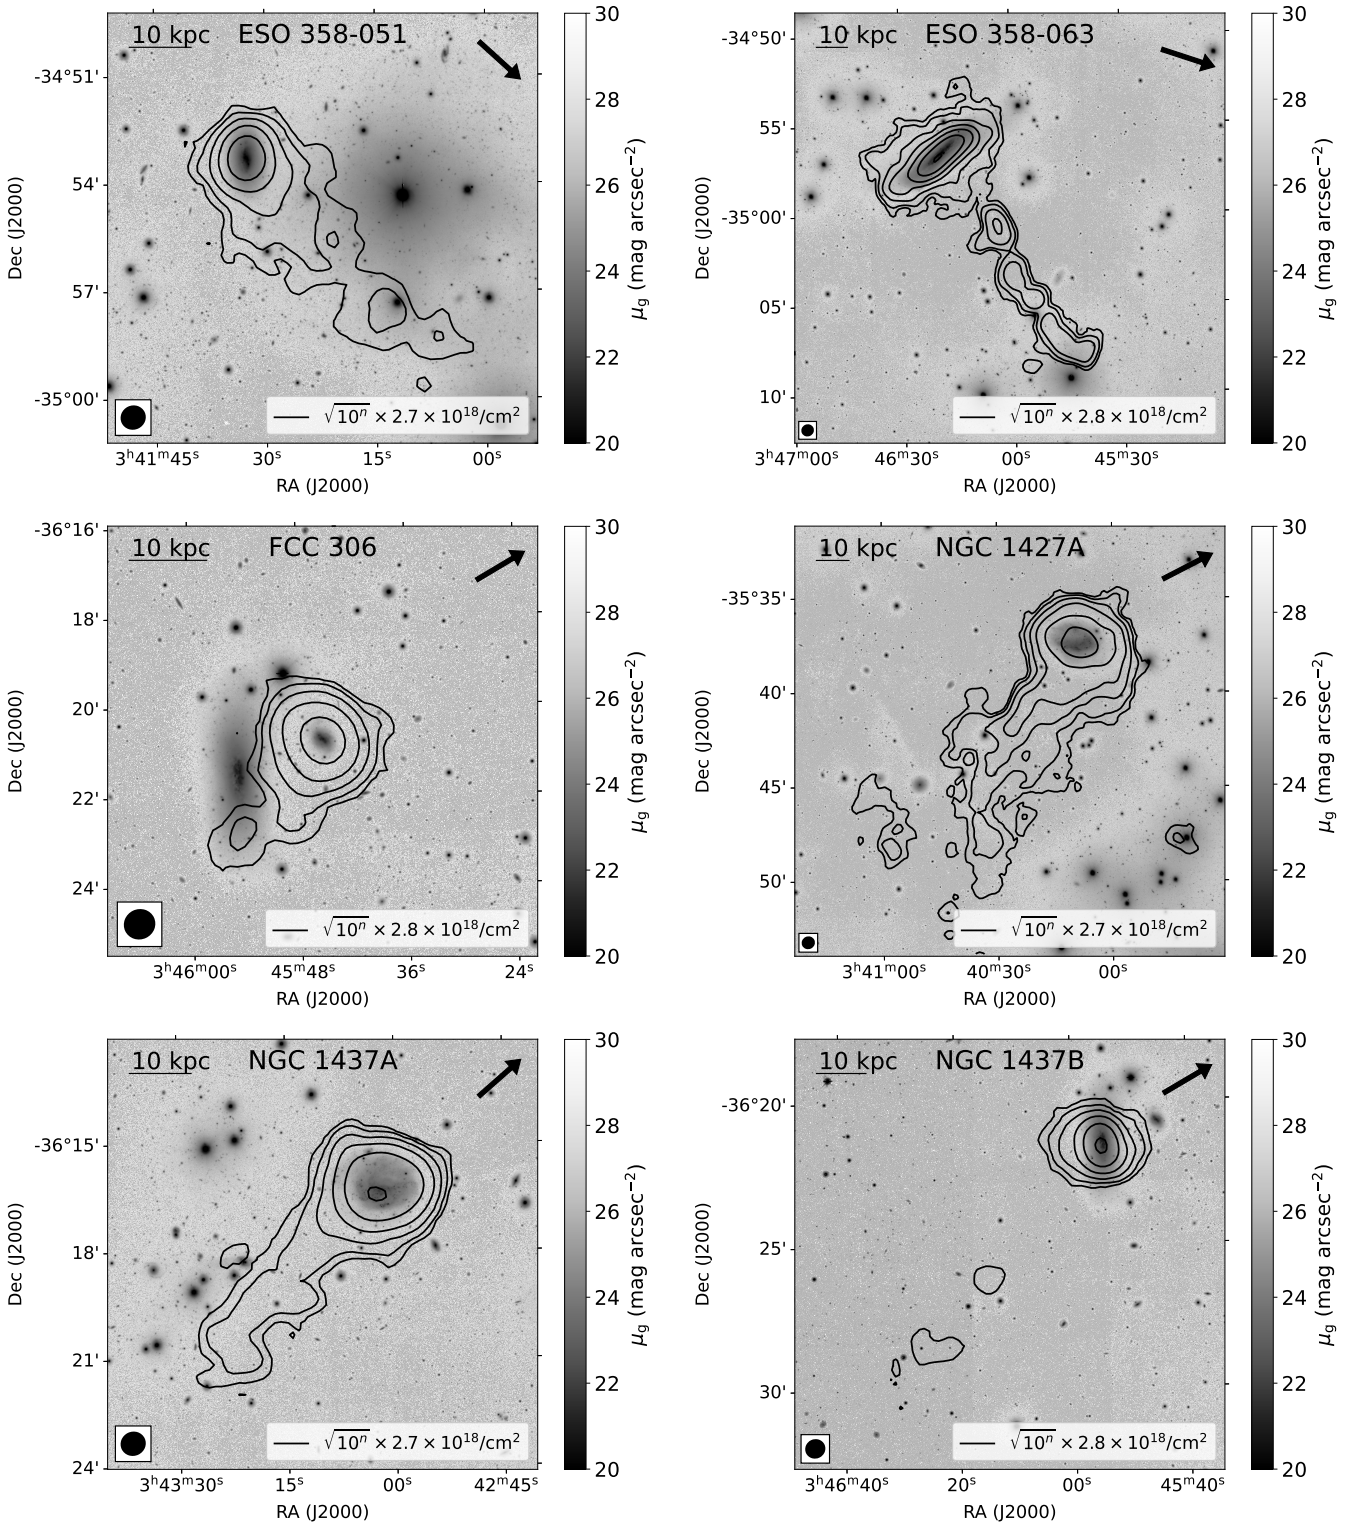 10 kpc ESO 358-051
-34°51'
54'
57'
-35°00'
Dec (J2000)
3ʰ41ᵐ45ˢ 30ˢ 15ˢ 00ˢ
RA (J2000)
√10ⁿ × 2.7 × 10¹⁸/cm²
30
28
26
24
22
20
μg (mag arcsec⁻²)
10 kpc ESO 358-063
-34°50'
55'
-35°00'
05'
10'
Dec (J2000)
3ʰ47ᵐ00ˢ 46ᵐ30ˢ 00ˢ 45ᵐ30ˢ
RA (J2000)
√10ⁿ × 2.8 × 10¹⁸/cm²
30
28
26
24
22
20
μg (mag arcsec⁻²)
10 kpc FCC 306
-36°16'
18'
20'
22'
24'
Dec (J2000)
3ʰ46ᵐ00ˢ 45ᵐ48ˢ 36ˢ 24ˢ
RA (J2000)
√10ⁿ × 2.8 × 10¹⁸/cm²
30
28
26
24
22
20
μg (mag arcsec⁻²)
10 kpc NGC 1427A
-35°35'
40'
45'
50'
Dec (J2000)
3ʰ41ᵐ00ˢ 40ᵐ30ˢ 00ˢ
RA (J2000)
√10ⁿ × 2.7 × 10¹⁸/cm²
30
28
26
24
22
20
μg (mag arcsec⁻²)
10 kpc NGC 1437A
-36°15'
18'
21'
24'
Dec (J2000)
3ʰ43ᵐ30ˢ 15ˢ 00ˢ 42ᵐ45ˢ
RA (J2000)
√10ⁿ × 2.7 × 10¹⁸/cm²
30
28
26
24
22
20
μg (mag arcsec⁻²)
10 kpc NGC 1437B
-36°20'
25'
30'
Dec (J2000)
3ʰ46ᵐ40ˢ 20ˢ 00ˢ 45ᵐ40ˢ
RA (J2000)
√10ⁿ × 2.8 × 10¹⁸/cm²
30
28
26
24
22
20
μg (mag arcsec⁻²)